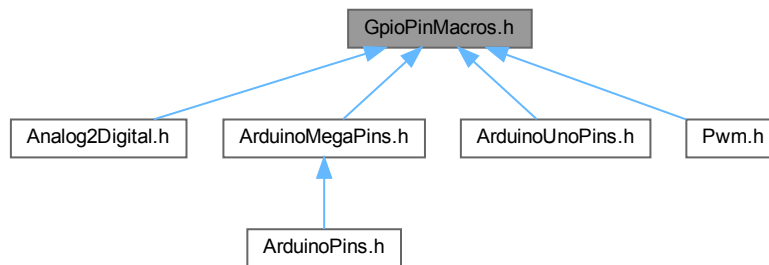 GpioPinMacros.h
Analog2Digital.h
ArduinoMegaPins.h
ArduinoUnoPins.h
Pwm.h
ArduinoPins.h